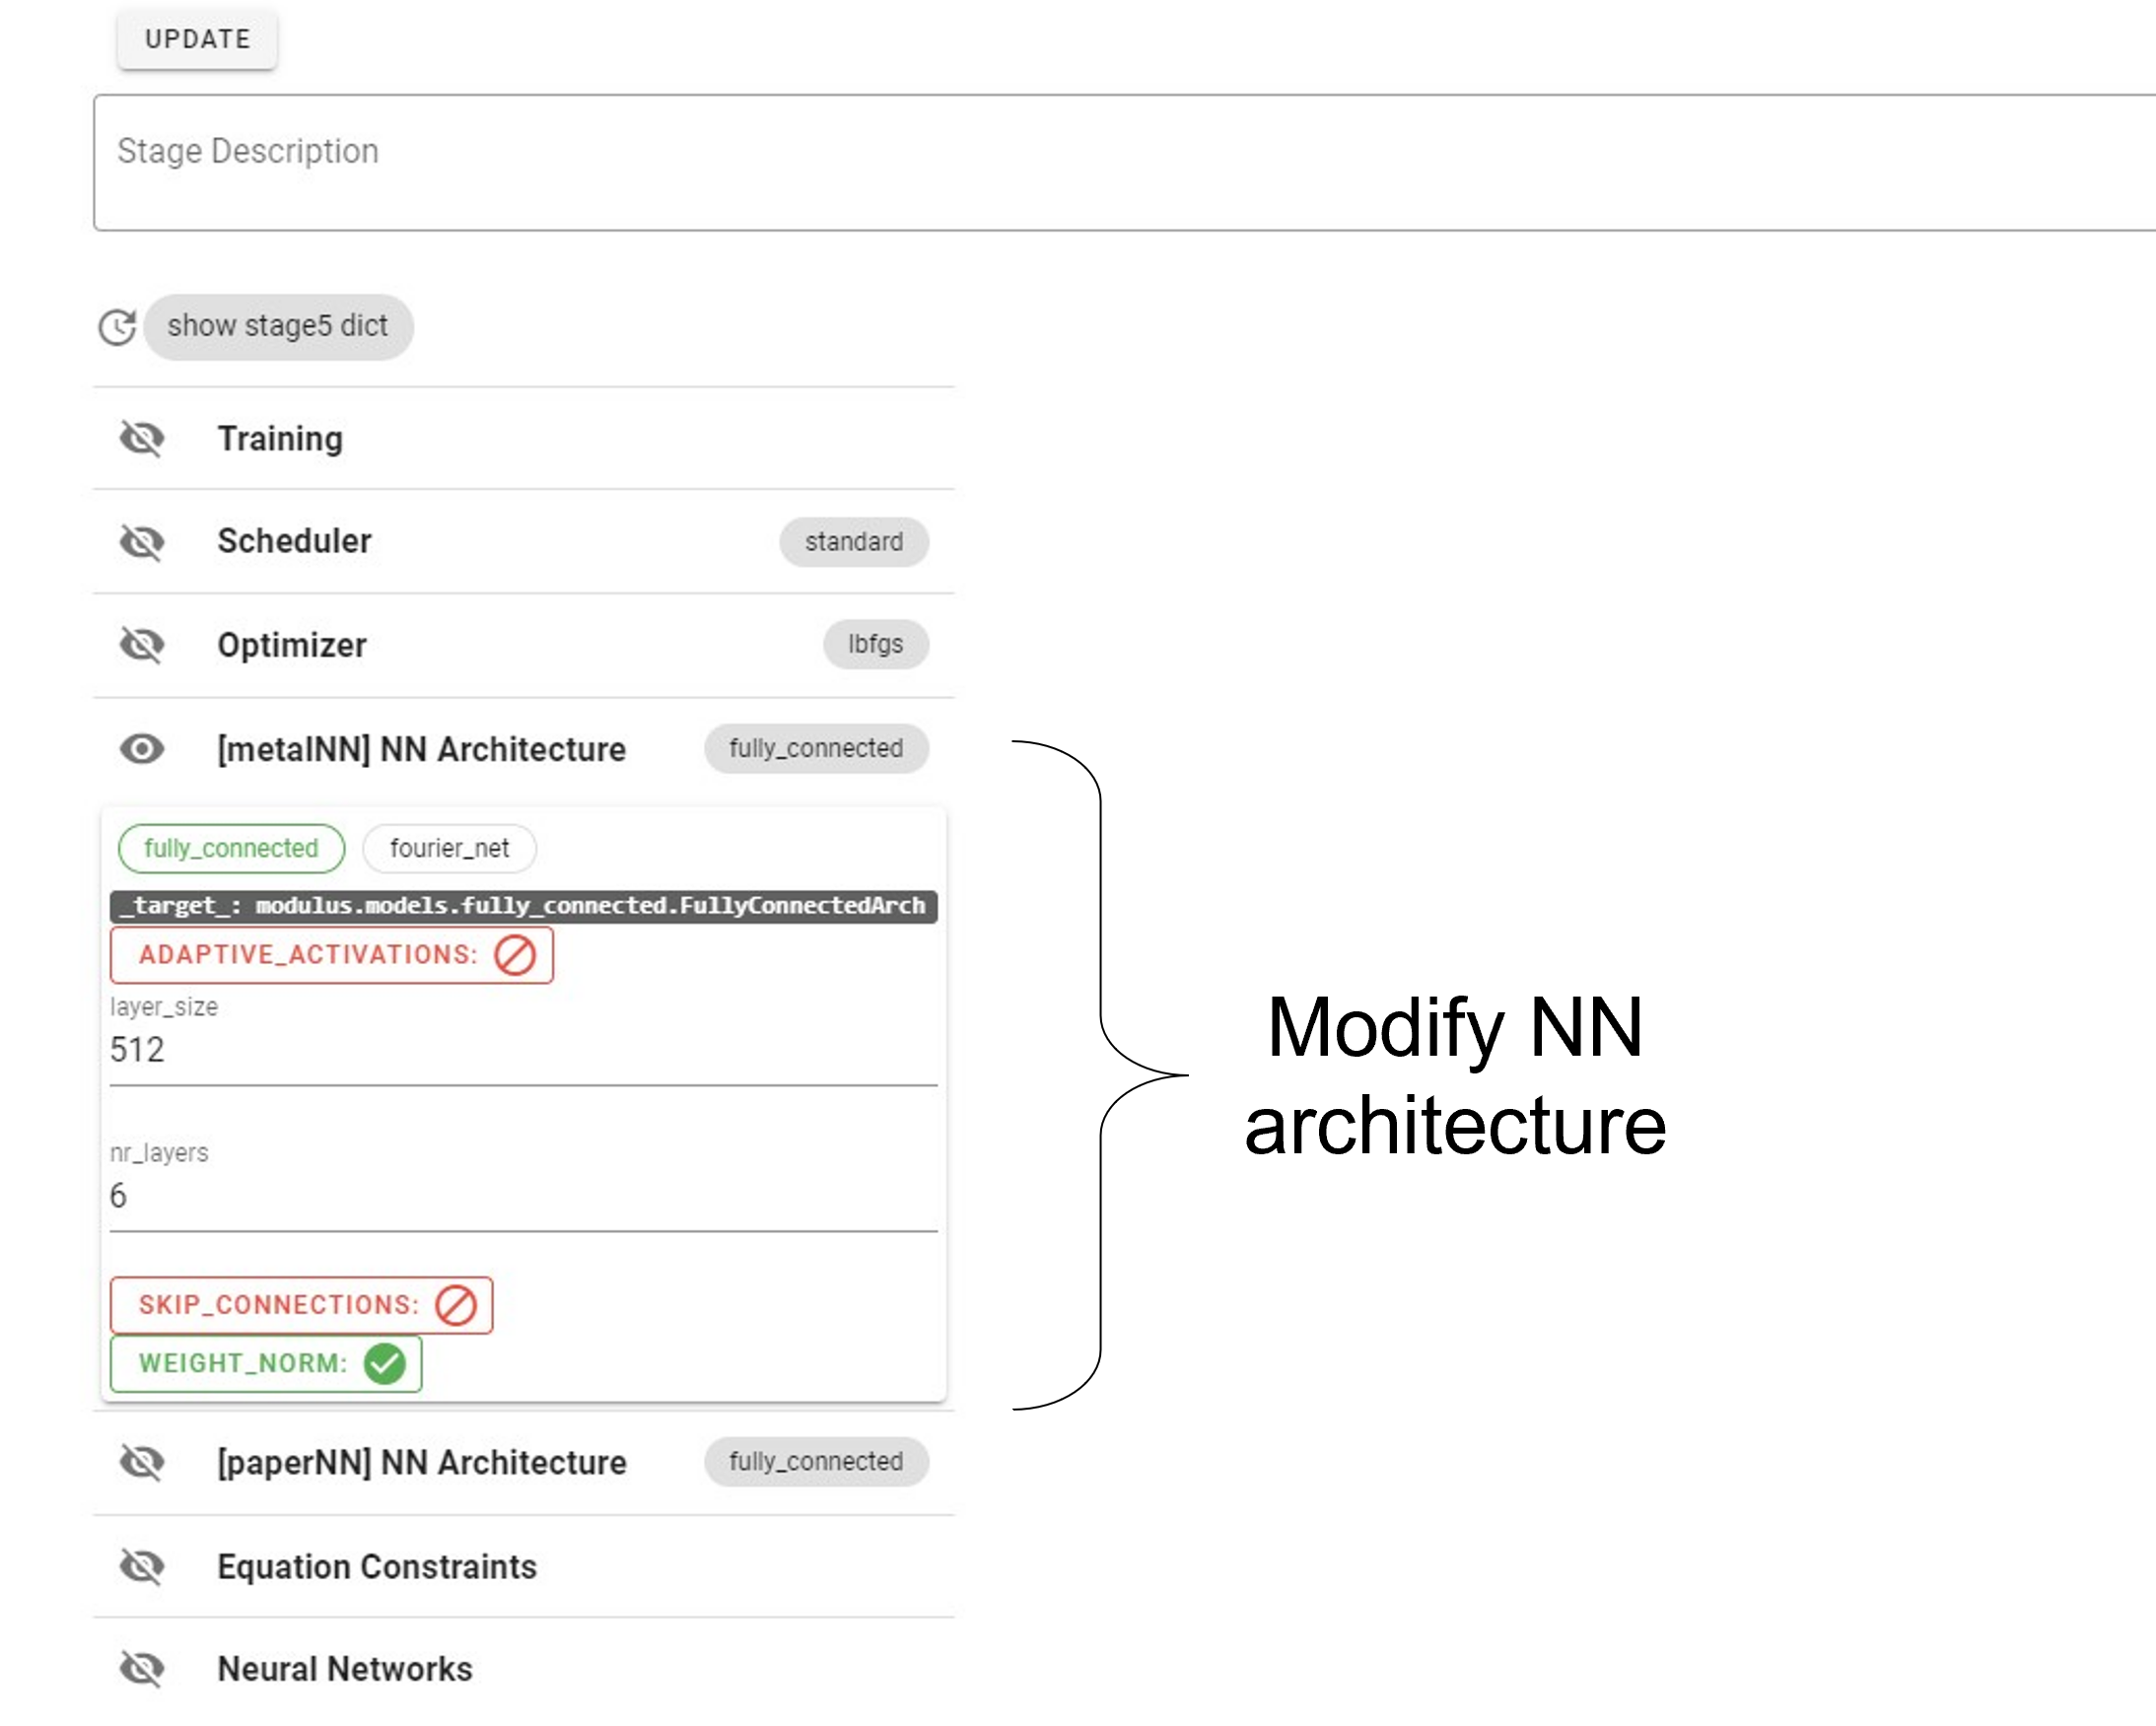 UPDATE
Stage Description
show stage5 dict
Training
Scheduler standard
Optimizer lbfgs
[metalNN] NN Architecture fully_connected
fully_connected fourier_net
_target_: modulus.models.fully_connected.FullyConnectedArch
ADAPTIVE_ACTIVATIONS:
layer_size
512
nr_layers
6
SKIP_CONNECTIONS:
WEIGHT_NORM:
Modify NN
architecture
[paperNN] NN Architecture fully_connected
Equation Constraints
Neural Networks